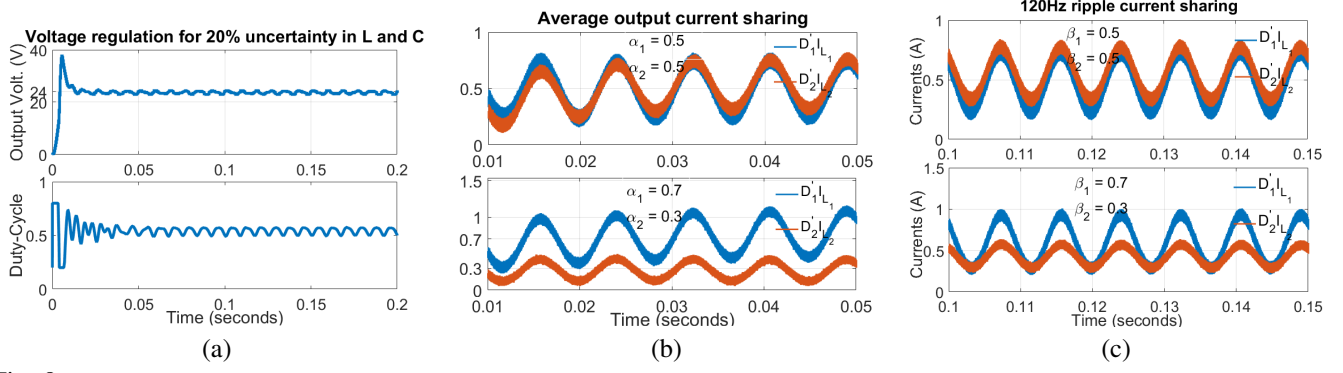 Voltage regulation for 20% uncertainty in L and C
Output Volt. (V)
40
24
20
0
0 0.05 0.1 0.15 0.2
Duty-Cycle
1
0.5
0
0 0.05 0.1 0.15 0.2
Time (seconds)
(a)
Average output current sharing
1
0.5
0
α1 = 0.5
α2 = 0.5
D'1IL1
D'2IL2
0.01 0.02 0.03 0.04 0.05
1.5
1
0.7
0.3
0
α1 = 0.7
α2 = 0.3
D'1IL1
D'2IL2
0.01 0.02 0.03 0.04 0.05
Time (seconds)
(b)
120Hz ripple current sharing
Currents (A)
1
0.5
0
β1 = 0.5
β2 = 0.5
D'1IL1
D'2IL2
0.1 0.11 0.12 0.13 0.14 0.15
Currents (A)
1.5
1
0.5
0
β1 = 0.7
β2 = 0.3
D'1IL1
D'2IL2
0.1 0.11 0.12 0.13 0.14 0.15
Time (seconds)
(c)